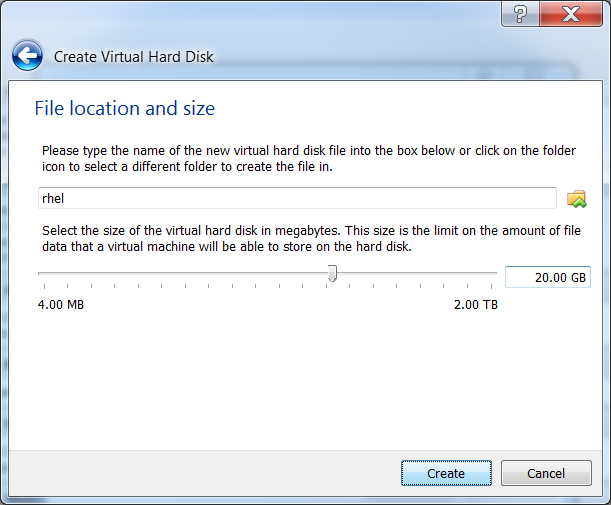 Create Virtual Hard Disk
File location and size
Please type the name of the new virtual hard disk file into the box below or click on the folder
icon to select a different folder to create the file in.
rhel
Select the size of the virtual hard disk in megabytes. This size is the limit on the amount of file
data that a virtual machine will be able to store on the hard disk.
20.00 GB
4.00 MB
2.00 TB
Create
Cancel